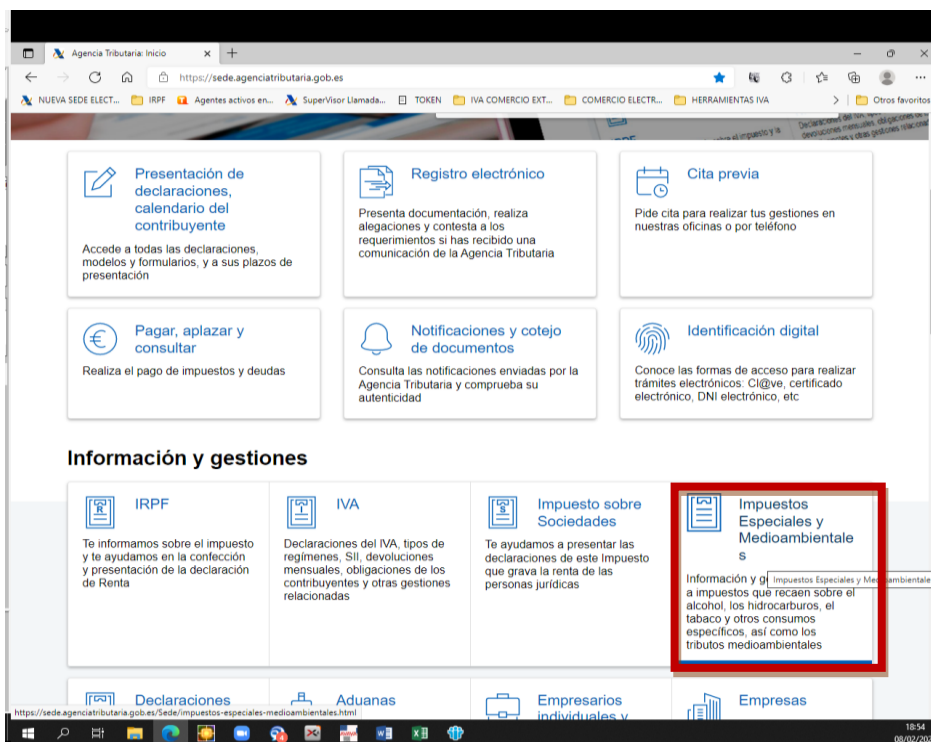 Agencia Tributaria: Inicio
https://sede.agenciatributaria.gob.es
NUEVA SEDE ELECT...
IRPF
Agentes activos en...
SuperVisor Llamada...
TOKEN
IVA COMERCIO EXT...
COMERCIO ELECTR...
HERRAMIENTAS IVA
Otros favoritos
Presentación de
declaraciones,
calendario del
contribuyente
Accede a todas las declaraciones,
modelos y formularios, y a sus plazos de
presentación
Registro electrónico
Presenta documentación, realiza
alegaciones y contesta a los
requerimientos si has recibido una
comunicación de la Agencia Tributaria
Cita previa
Pide cita para realizar tus gestiones en
nuestras oficinas o por teléfono
Pagar, aplazar y
consultar
Realiza el pago de impuestos y deudas
Notificaciones y cotejo
de documentos
Consulta las notificaciones enviadas por la
Agencia Tributaria y comprueba su
autenticidad
Identificación digital
Conoce las formas de acceso para realizar
trámites electrónicos: Cl@ve, certificado
electrónico, DNI electrónico, etc
Información y gestiones
IRPF
Te informamos sobre el impuesto
y te ayudamos en la confección
y presentación de la declaración
de Renta
IVA
Declaraciones del IVA, tipos de
regímenes, SII, devoluciones
mensuales, obligaciones de los
contribuyentes y otras gestiones
relacionadas
Impuesto sobre
Sociedades
Te ayudamos a presentar las
declaraciones de este Impuesto
que grava la renta de las
personas jurídicas
Impuestos
Especiales y
Medioambientale
s
Información y g
Impuestos Especiales y Medioambientale
a impuestos que recaen sobre el
alcohol, los hidrocarburos, el
tabaco y otros consumos
específicos, así como los
tributos medioambientales
Declaraciones
Aduanas
Empresarios
individuales y
Empresas
https://sede.agenciatributaria.gob.es/Sede/impuestos-especiales-medioambientales.html
18:54
08/02/202